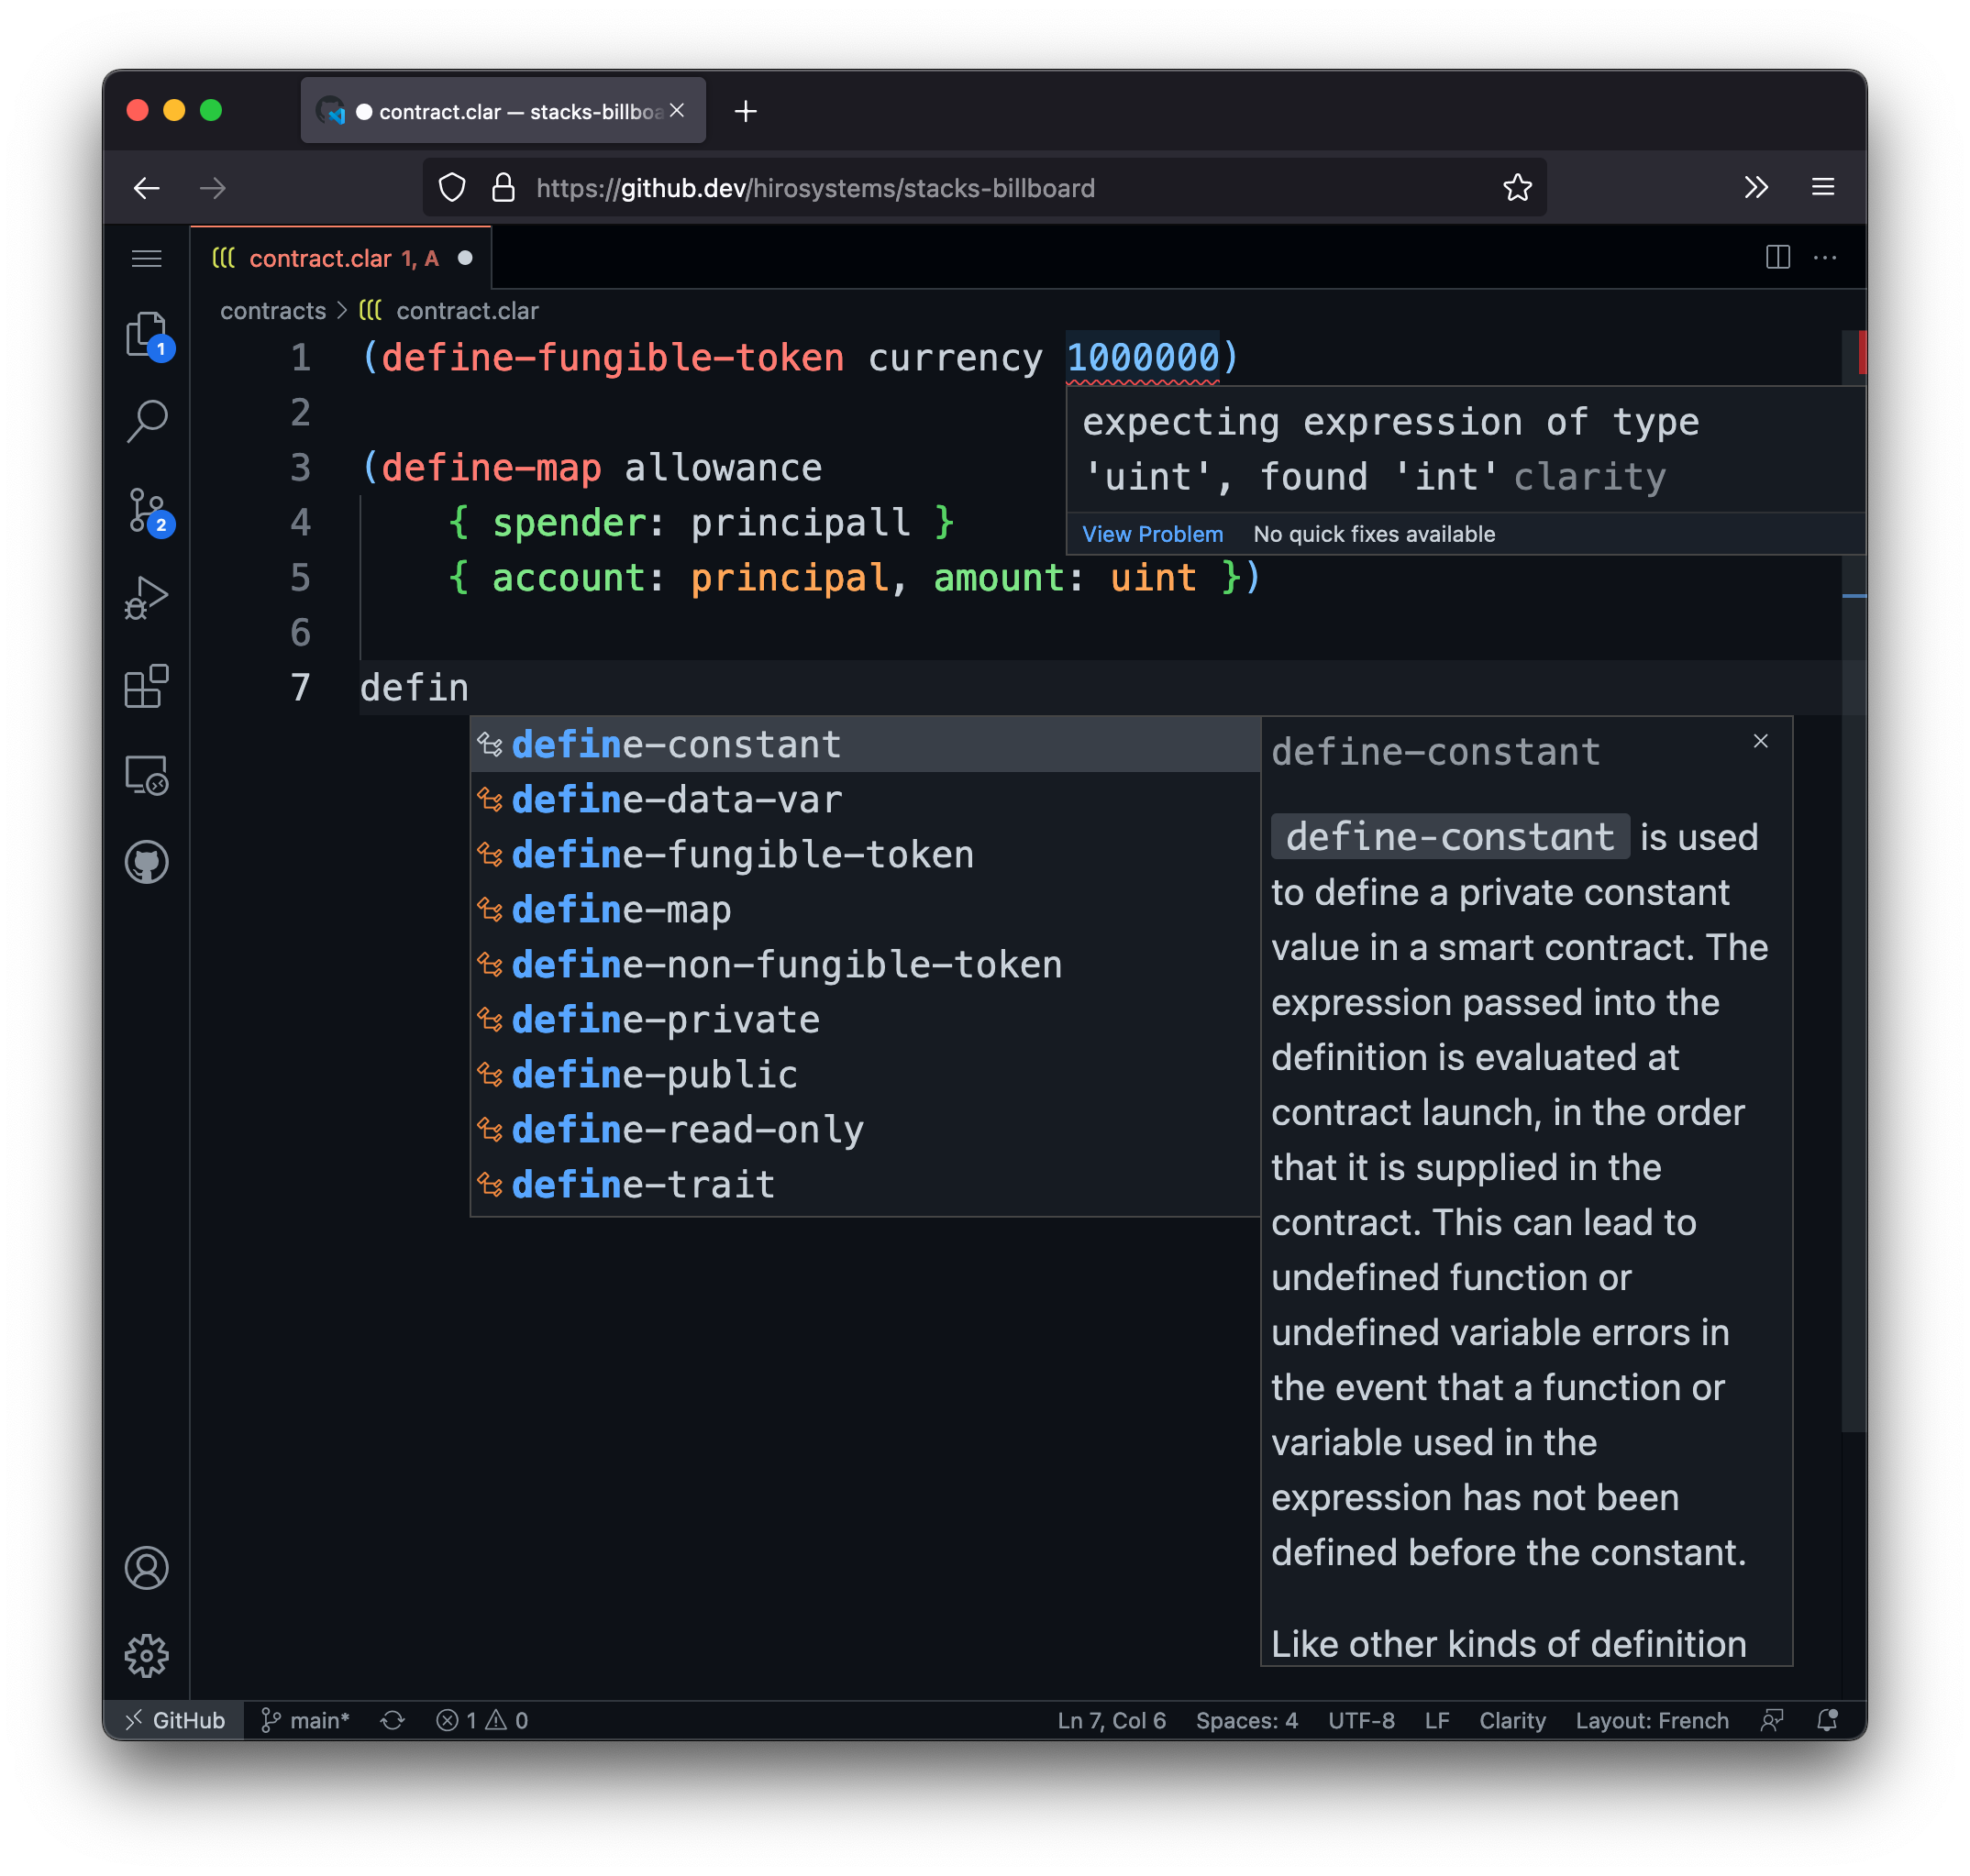 contract.clar — stacks-billboa
https://github.dev/hirosystems/stacks-billboard
((( contract.clar 1, A
contracts > ((( contract.clar
1 (define-fungible-token currency 1000000)
2
expecting expression of type
'uint', found 'int' clarity
View Problem No quick fixes available
3 (define-map allowance
4 { spender: principall }
5 { account: principal, amount: uint })
6
7 defin
1
2
define-constant
define-data-var
define-fungible-token
define-map
define-non-fungible-token
define-private
define-public
define-read-only
define-trait
define-constant
define-constant is used
to define a private constant
value in a smart contract. The
expression passed into the
definition is evaluated at
contract launch, in the order
that it is supplied in the
contract. This can lead to
undefined function or
undefined variable errors in
the event that a function or
variable used in the
expression has not been
defined before the constant.
Like other kinds of definition
GitHub main* 1 0 Ln 7, Col 6 Spaces: 4 UTF-8 LF Clarity Layout: French